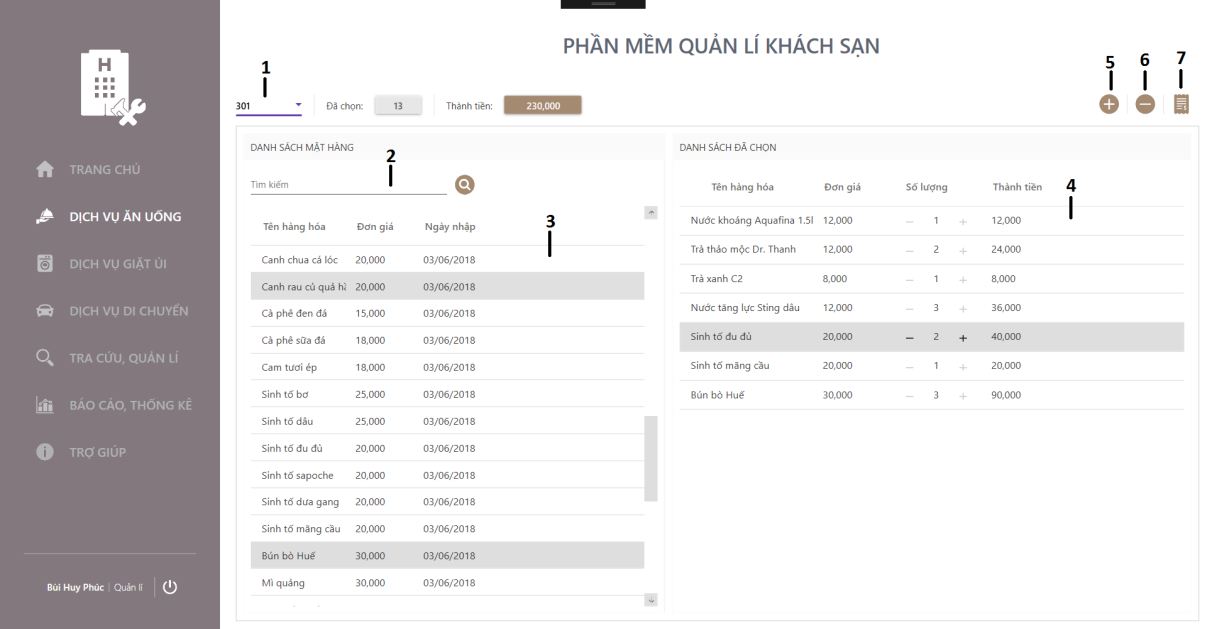 PHẦN MỀM QUẢN LÍ KHÁCH SẠN
H
1
5 6 7
301 Đã chọn: 13 Thành tiền: 230,000
TRANG CHỦ
DỊCH VỤ ĂN UỐNG
DỊCH VỤ GIẶT ỦI
DỊCH VỤ DI CHUYỂN
TRA CỨU, QUẢN LÍ
BÁO CÁO, THỐNG KÊ
TRỢ GIÚP
Bùi Huy Phúc | Quản lí
DANH SÁCH MẶT HÀNG
2
Tìm kiếm
3
Tên hàng hóa Đơn giá Ngày nhập
Canh chua cá lóc 20,000 03/06/2018
Canh rau củ quả 20,000 03/06/2018
Cà phê đen đá 15,000 03/06/2018
Cà phê sữa đá 18,000 03/06/2018
Cam tươi ép 18,000 03/06/2018
Sinh tố bơ 25,000 03/06/2018
Sinh tố dâu 25,000 03/06/2018
Sinh tố đu đủ 20,000 03/06/2018
Sinh tố sapoche 20,000 03/06/2018
Sinh tố dưa gang 20,000 03/06/2018
Sinh tố mãng cầu 20,000 03/06/2018
Bún bò Huế 30,000 03/06/2018
Mì quảng 30,000 03/06/2018
DANH SÁCH ĐÃ CHỌN
4
Tên hàng hóa Đơn giá Số lượng Thành tiền
Nước khoáng Aquafina 1.5l 12,000 − 1 + 12,000
Trà thảo mộc Dr. Thanh 12,000 − 2 + 24,000
Trà xanh C2 8,000 − 1 + 8,000
Nước tăng lực Sting dâu 12,000 − 3 + 36,000
Sinh tố đu đủ 20,000 − 2 + 40,000
Sinh tố mãng cầu 20,000 − 1 + 20,000
Bún bò Huế 30,000 − 3 + 90,000